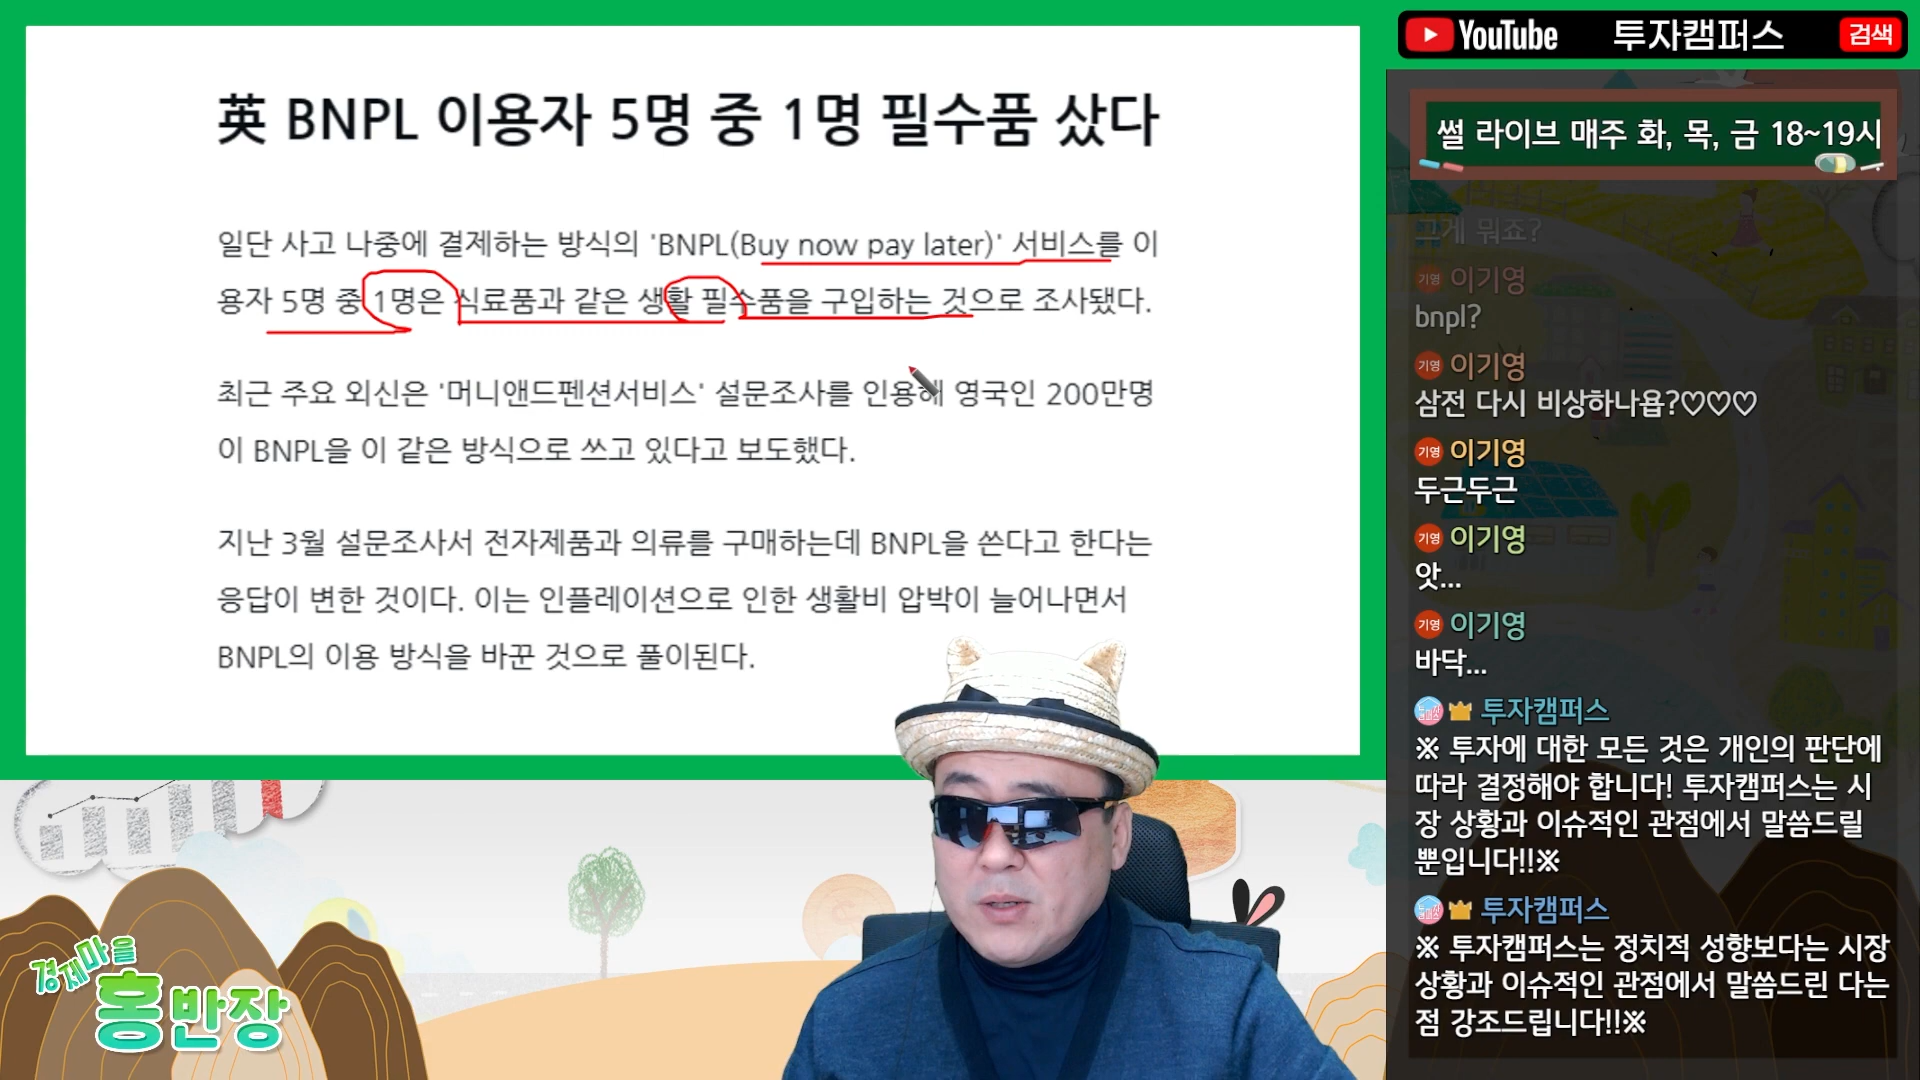 英 BNPL 이용자 5명 중 1명 필수품 샀다
일단 사고 나중에 결제하는 방식의 'BNPL(Buy now pay later)' 서비스를 이
용자 5명 중 1명은 식료품과 같은 생활 필수품을 구입하는 것으로 조사됐다.
최근 주요 외신은 '머니앤드펜션서비스' 설문조사를 인용해 영국인 200만명
이 BNPL을 이 같은 방식으로 쓰고 있다고 보도했다.
지난 3월 설문조사서 전자제품과 의류를 구매하는데 BNPL을 쓴다고 한다는
응답이 변한 것이다. 이는 인플레이션으로 인한 생활비 압박이 늘어나면서
BNPL의 이용 방식을 바꾼 것으로 풀이된다.
경제마을
홍반장
YouTube 투자캠퍼스 검색
썰 라이브 매주 화, 목, 금 18~19시
그게 뭐죠?
기영 이기영
bnpl?
기영 이기영
삼전 다시 비상하나욥?♡♡♡
기영 이기영
두근두근
기영 이기영
앗...
기영 이기영
바닥...
투자캠퍼스
※ 투자에 대한 모든 것은 개인의 판단에
따라 결정해야 합니다! 투자캠퍼스는 시
장 상황과 이슈적인 관점에서 말씀드릴
뿐입니다!!※
투자캠퍼스
※ 투자캠퍼스는 정치적 성향보다는 시장
상황과 이슈적인 관점에서 말씀드린 다는
점 강조드립니다!!※